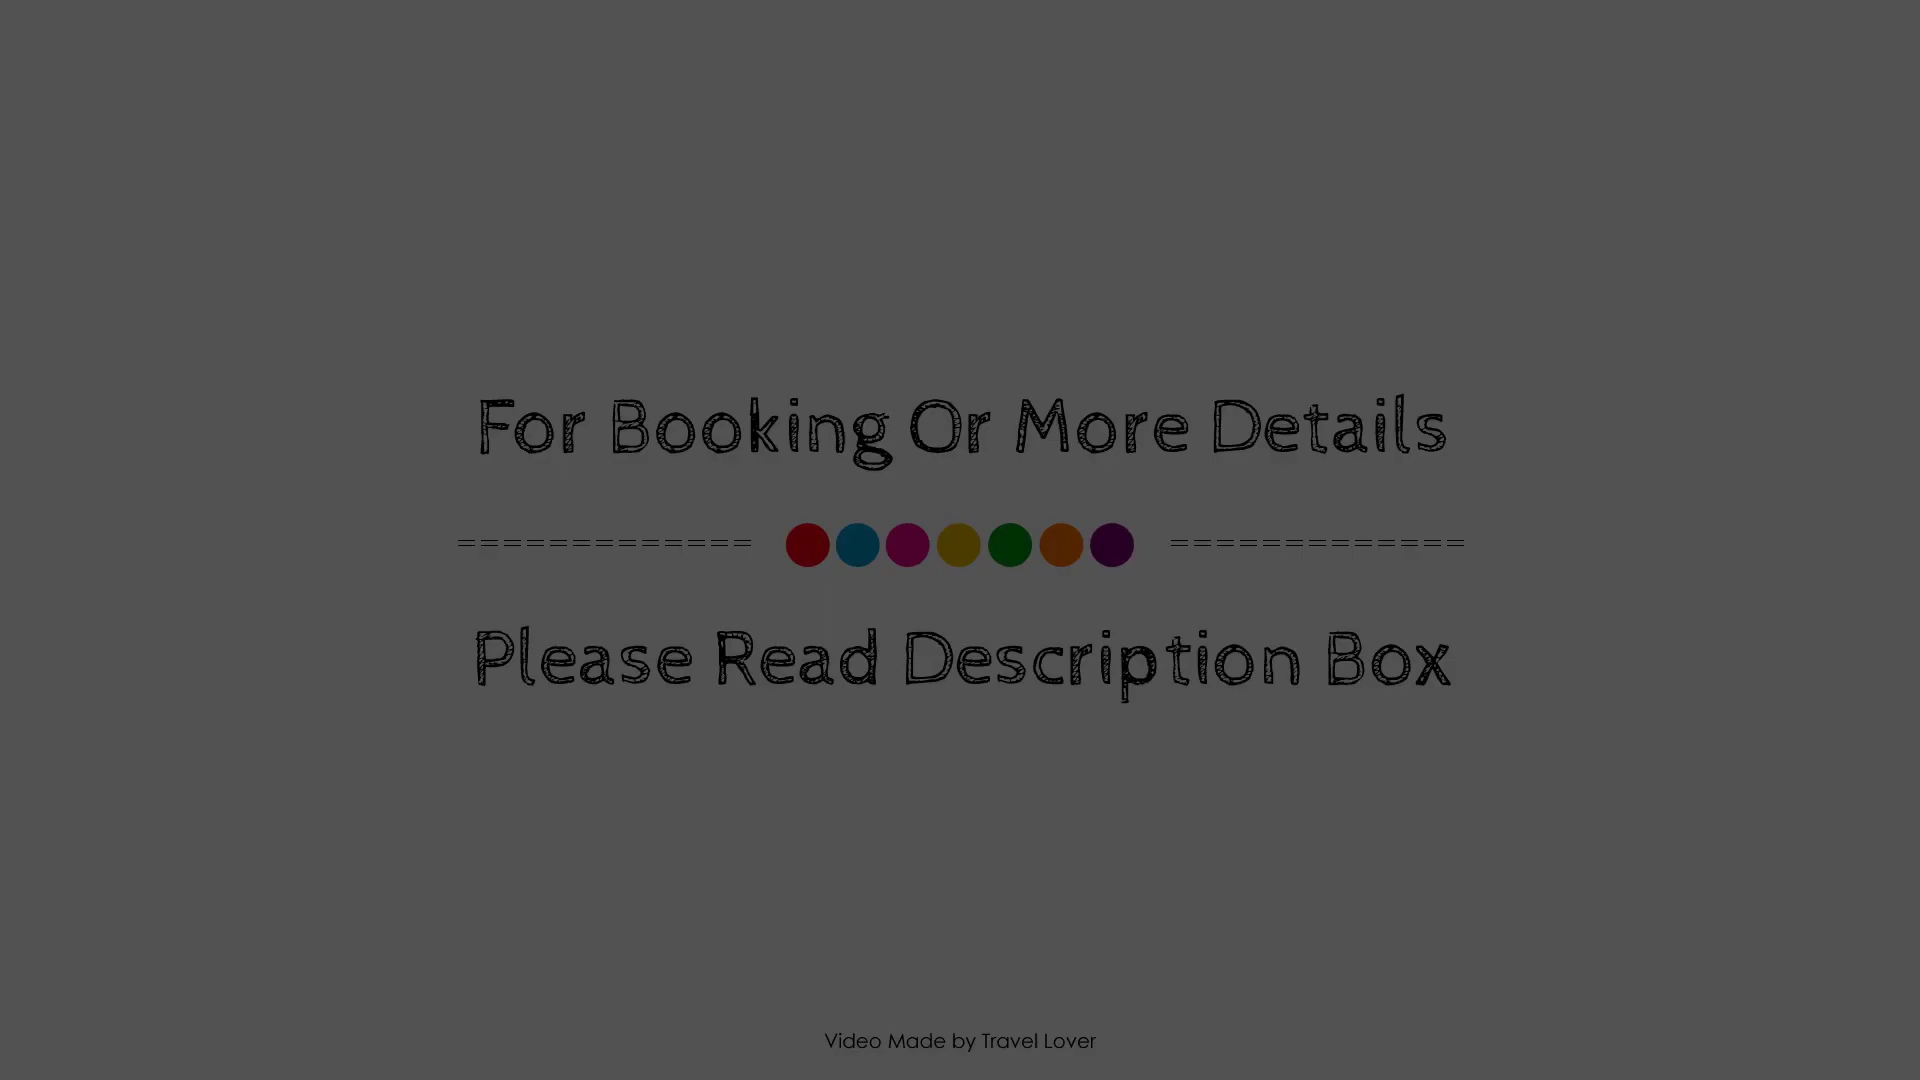 For Booking Or More Details
============= =============
Please Read Description Box
Video Made by Travel Lover